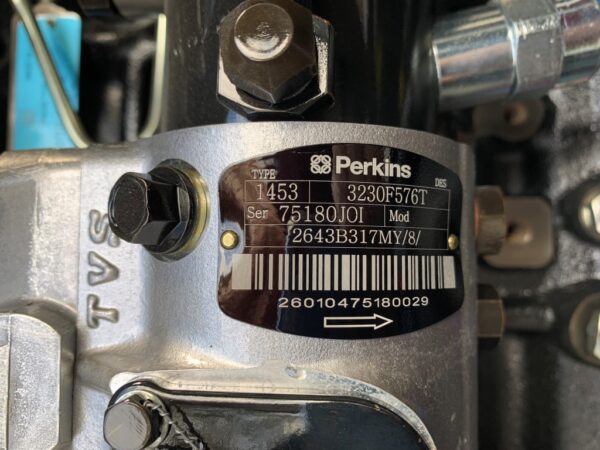 Perkins
TYPE
DES
1453 3230F576T
Ser 75180JOI Mod
2643B317MY/8/
26010475180029
TVS